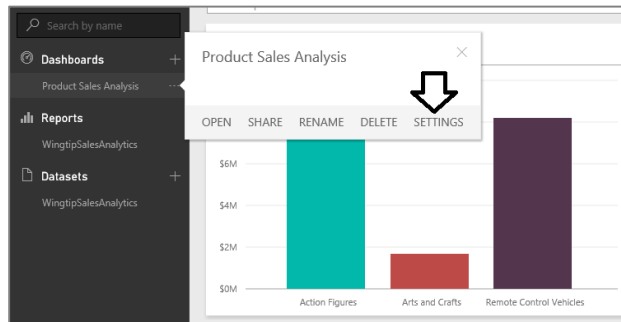 Search by name
Dashboards
Product Sales Analysis
Reports
WingtipSalesAnalytics
Datasets
WingtipSalesAnalytics
Product Sales Analysis
OPEN SHARE RENAME DELETE SETTINGS
$6M
$4M
$2M
$0M
Action Figures Arts and Crafts Remote Control Vehicles